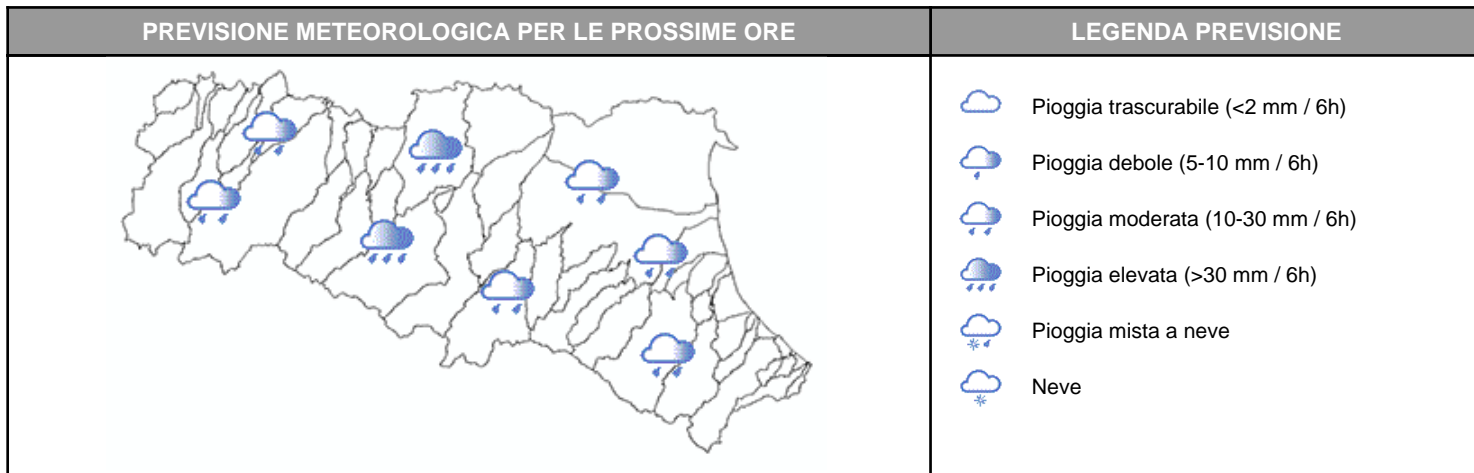 PREVISIONE METEOROLOGICA PER LE PROSSIME ORE
LEGENDA PREVISIONE
Pioggia trascurabile (<2 mm / 6h)
Pioggia debole (5-10 mm / 6h)
Pioggia moderata (10-30 mm / 6h)
Pioggia elevata (>30 mm / 6h)
Pioggia mista a neve
Neve